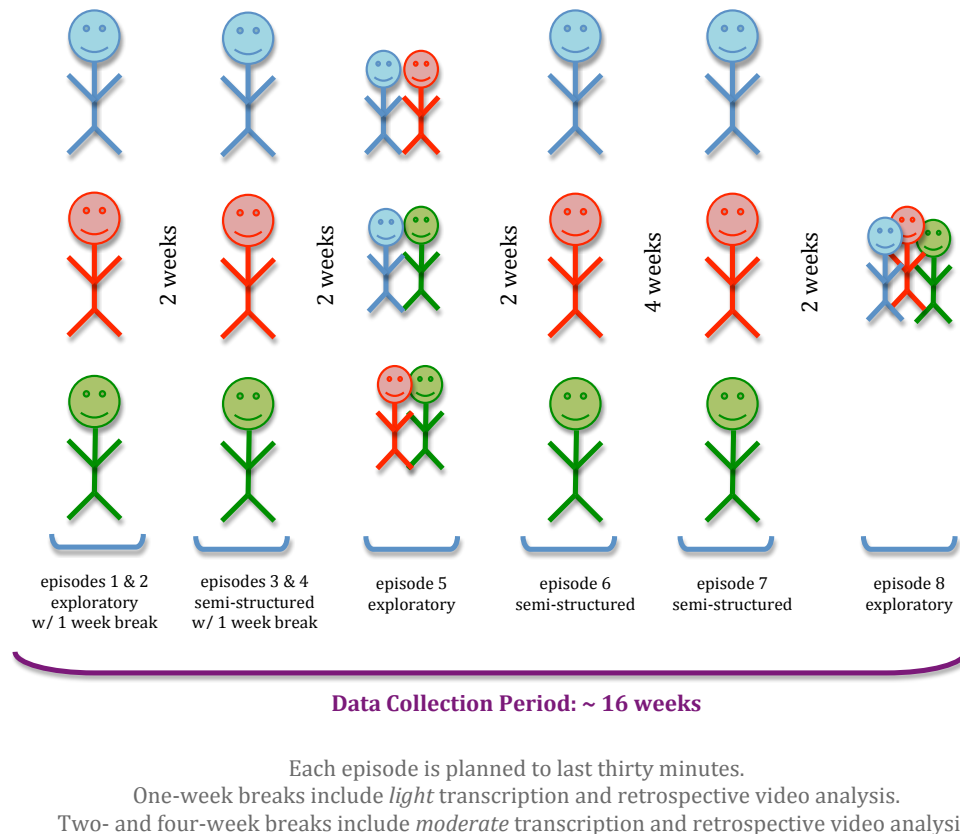 2 weeks
2 weeks
2 weeks
4 weeks
2 weeks
episodes 1 & 2
exploratory
w/ 1 week break
episodes 3 & 4
semi-structured
w/ 1 week break
episode 5
exploratory
episode 6
semi-structured
episode 7
semi-structured
episode 8
exploratory
Data Collection Period: ~ 16 weeks
Each episode is planned to last thirty minutes.
One-week breaks include light transcription and retrospective video analysis.
Two- and four-week breaks include moderate transcription and retrospective video analysi